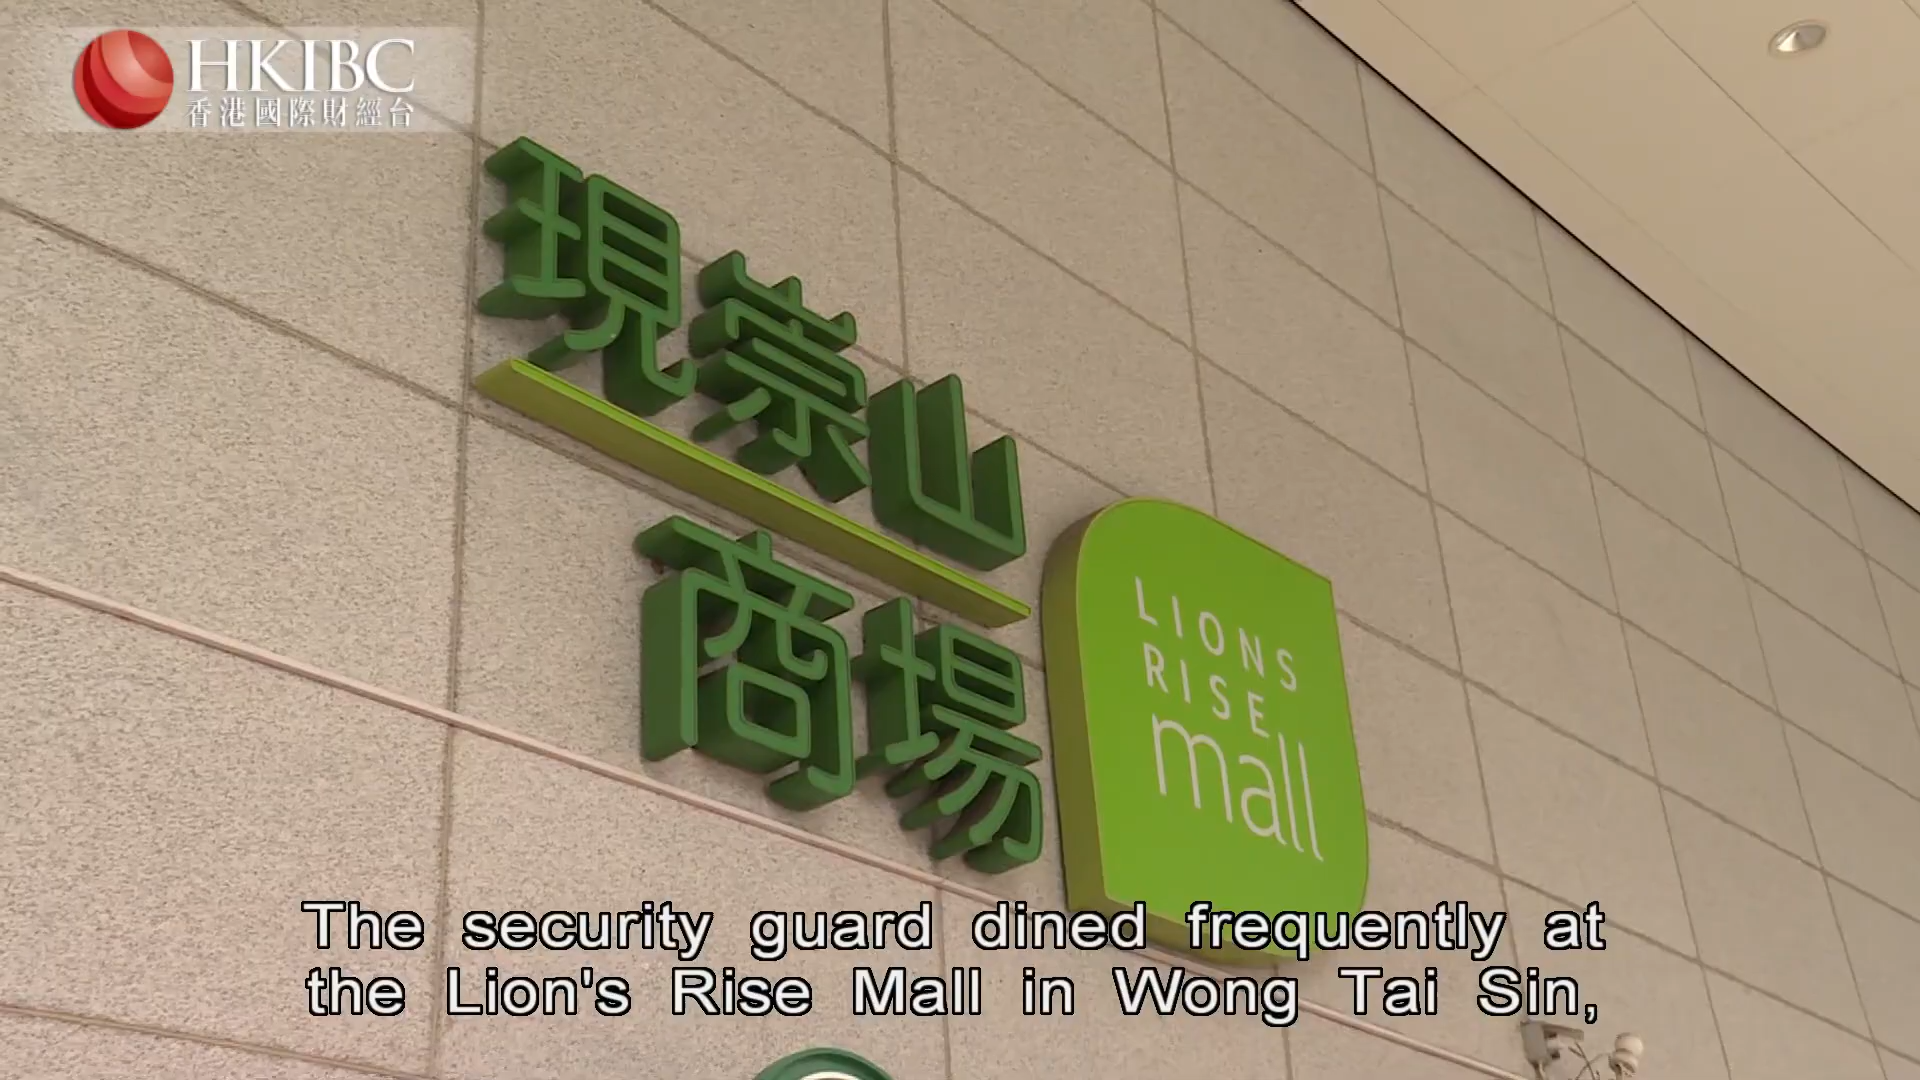 HKIBC
香港國際財經台
現崇山
商場
LIONS
RISE
mall
The security guard dined frequently at
the Lion's Rise Mall in Wong Tai Sin,